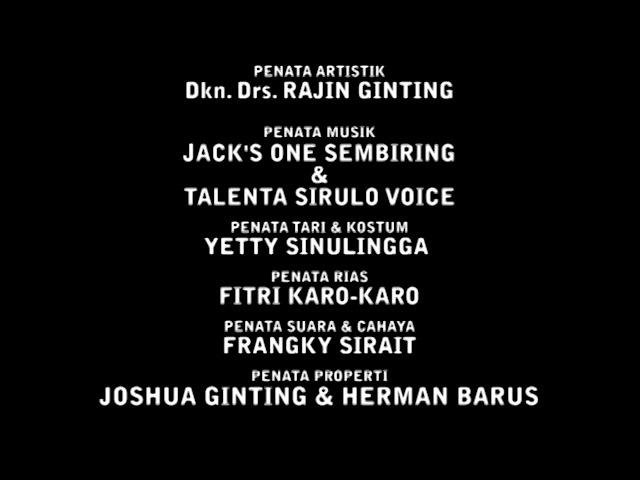 PENATA ARTISTIK
Dkn. Drs. RAJIN GINTING
PENATA MUSIK
JACK'S ONE SEMBIRING
&
TALENTA SIRULO VOICE
PENATA TARI & KOSTUM
YETTY SINULINGGA
PENATA RIAS
FITRI KARO-KARO
PENATA SUARA & CAHAYA
FRANGKY SIRAIT
PENATA PROPERTI
JOSHUA GINTING & HERMAN BARUS